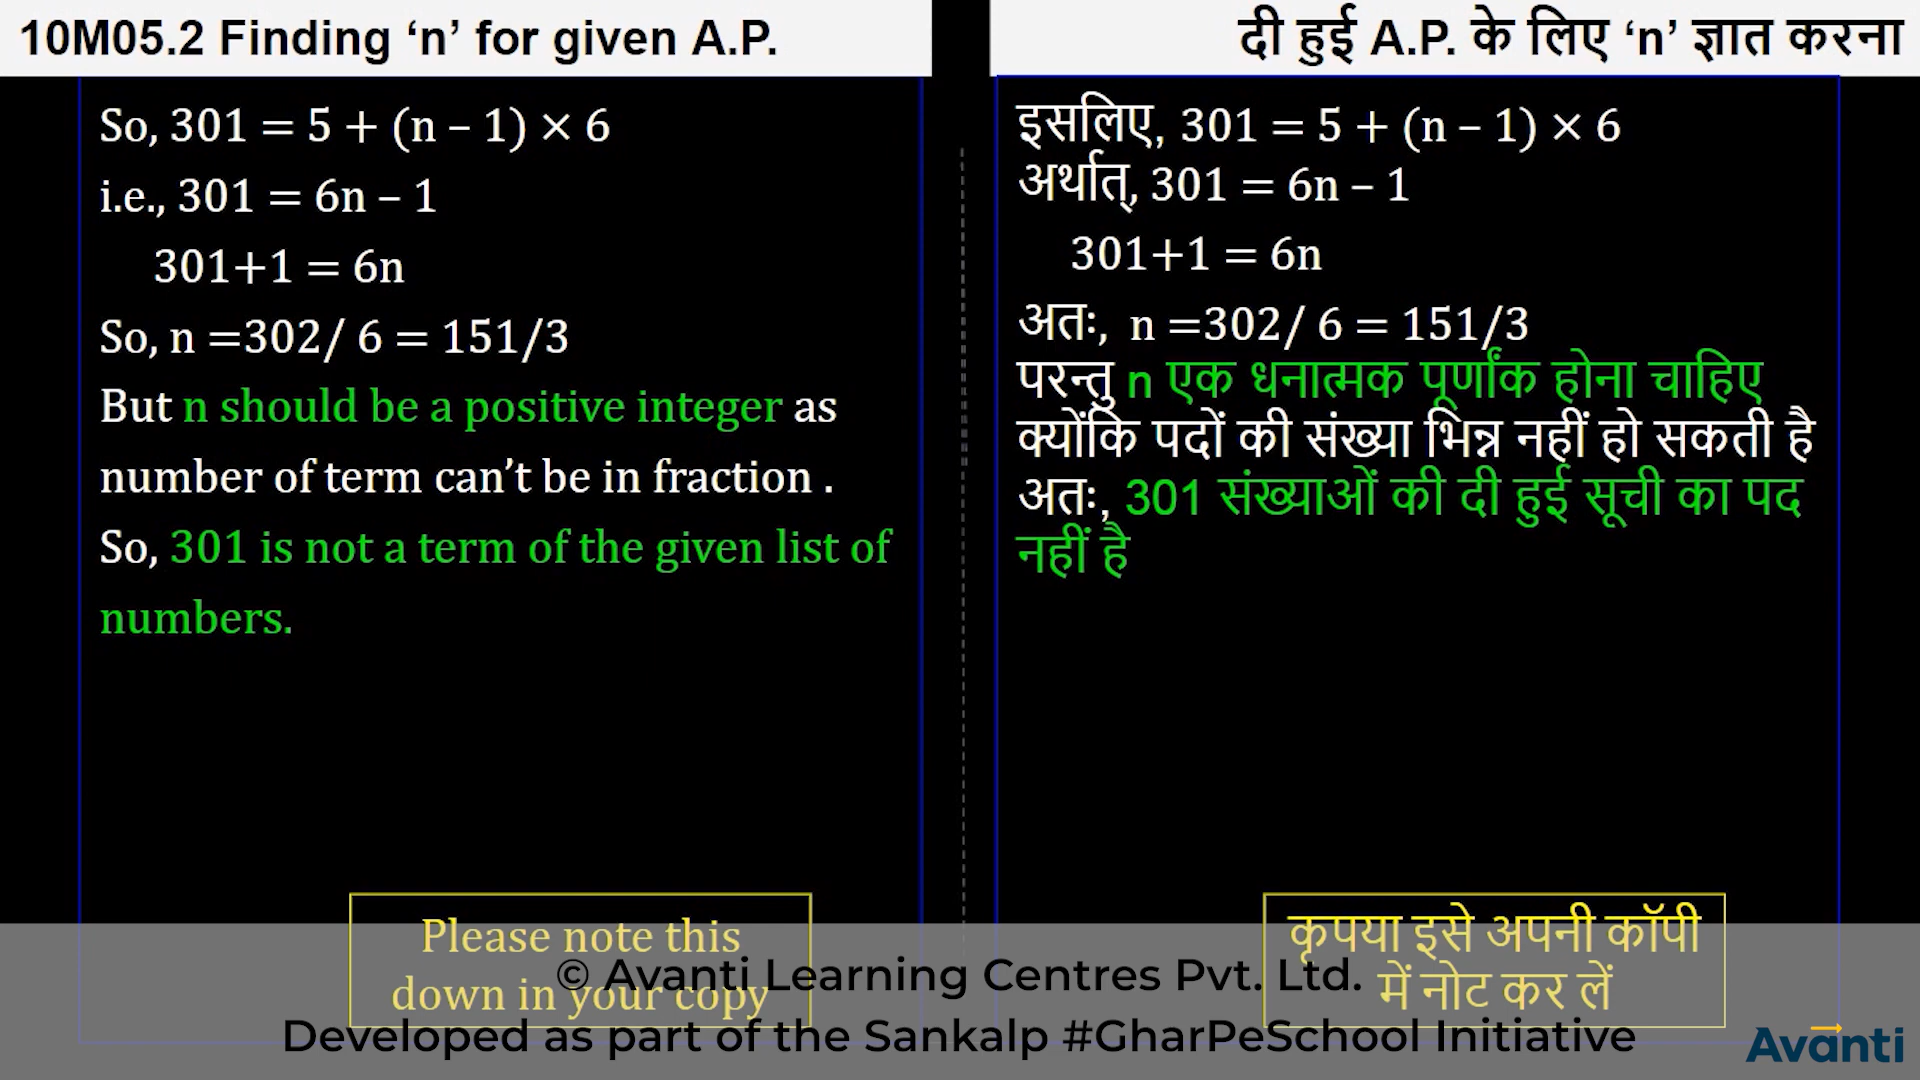 10M05.2 Finding ‘n’ for given A.P.
So, 301 = 5 + (n – 1) × 6
i.e., 301 = 6n – 1
301+1 = 6n
So, n =302/ 6 = 151/3
But n should be a positive integer as
number of term can’t be in fraction .
So, 301 is not a term of the given list of
numbers.
Please note this
down in your copy
दी हुई A.P. के लिए ‘n’ ज्ञात करना
इसलिए, 301 = 5 + (n – 1) × 6
अर्थात्, 301 = 6n – 1
301+1 = 6n
अतः, n =302/ 6 = 151/3
परन्तु n एक धनात्मक पूर्णांक होना चाहिए
क्योंकि पदों की संख्या भिन्न नहीं हो सकती है
अतः, 301 संख्याओं की दी हुई सूची का पद
नहीं है
कृपया इसे अपनी कॉपी
में नोट कर लें
© Avanti Learning Centres Pvt. Ltd.
Developed as part of the Sankalp #GharPeSchool Initiative
Avanti